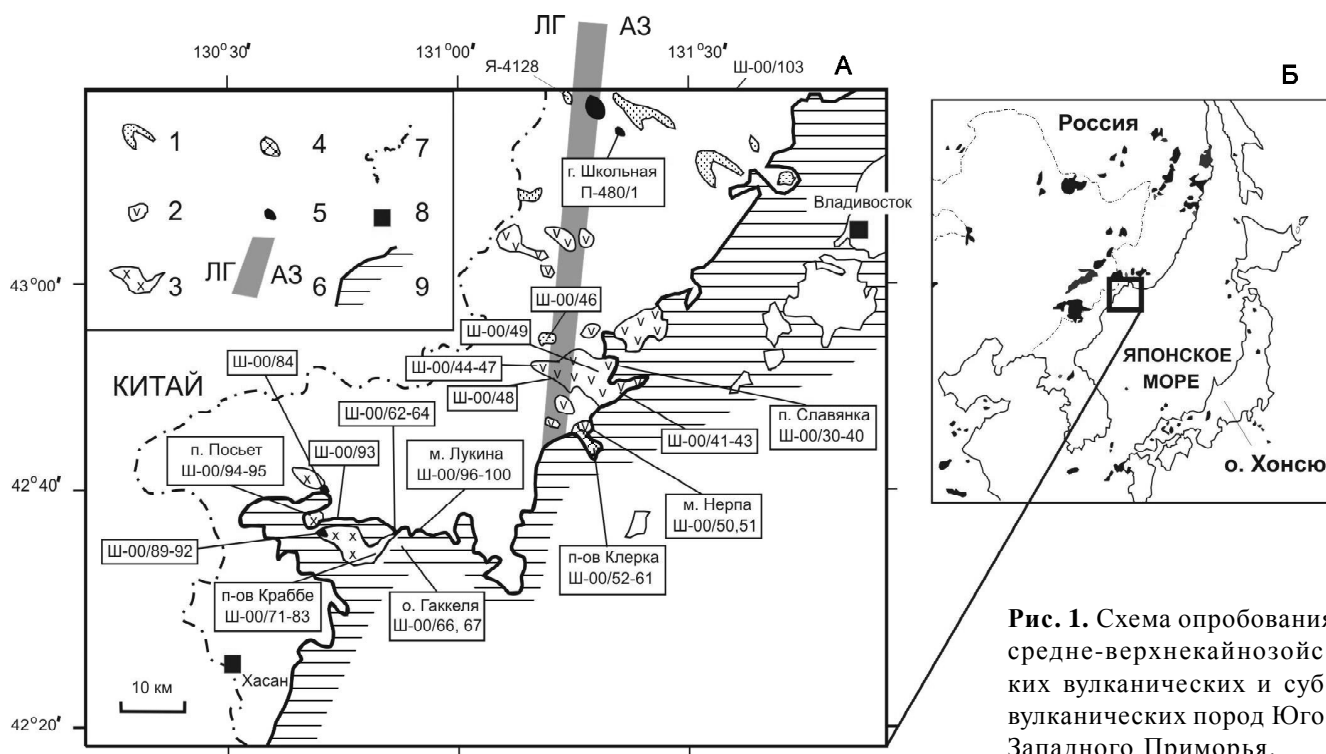 ЛГ АЗ
130°30' 131°00' 131°30'
Я-4128
Ш-00/103
А
Б
1 4 7
2 5 8
3 ЛГ АЗ 6 9
г. Школьная
П-480/1
Владивосток
43°00'
Ш-00/46
Ш-00/49
Ш-00/44-47
Ш-00/48
Ш-00/84
КИТАЙ
Ш-00/62-64
п. Славянка
Ш-00/30-40
Ш-00/41-43
п. Посьет
Ш-00/94-95
Ш-00/93
м. Лукина
Ш-00/96-100
42°40'
м. Нерпа
Ш-00/50,51
Ш-00/89-92
п-ов Клерка
Ш-00/52-61
п-ов Краббе
Ш-00/71-83
о. Гаккеля
Ш-00/66, 67
Хасан
10 км
42°20'
Россия
ЯПОНСКОЕ
МОРЕ
о. Хонсю
Рис. 1. Схема опробования
средне-верхнекайнозойс
ких вулканических и суб
вулканических пород Юго
Западного Приморья.